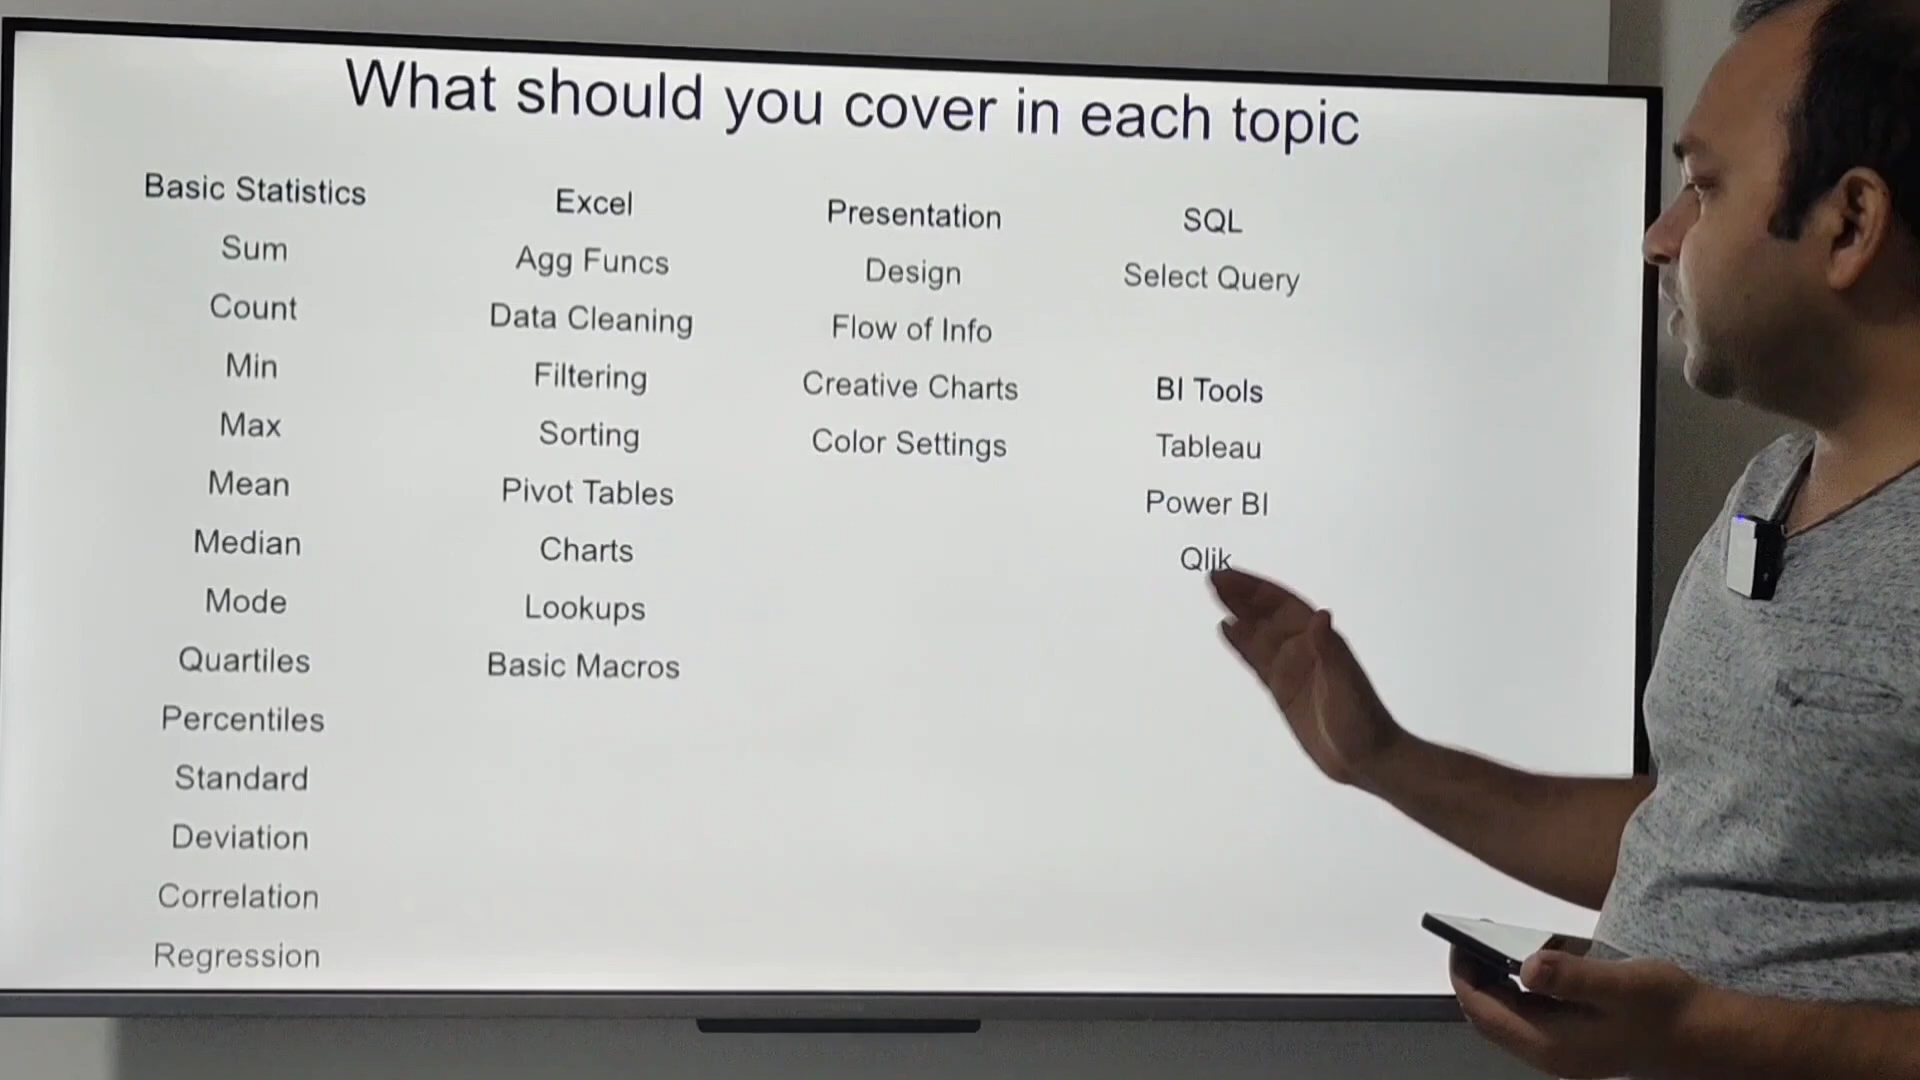 What should you cover in each topic
Basic Statistics
Sum
Count
Min
Max
Mean
Median
Mode
Quartiles
Percentiles
Standard
Deviation
Correlation
Regression
Excel
Agg Funcs
Data Cleaning
Filtering
Sorting
Pivot Tables
Charts
Lookups
Basic Macros
Presentation
Design
Flow of Info
Creative Charts
Color Settings
SQL
Select Query
BI Tools
Tableau
Power BI
Qlik